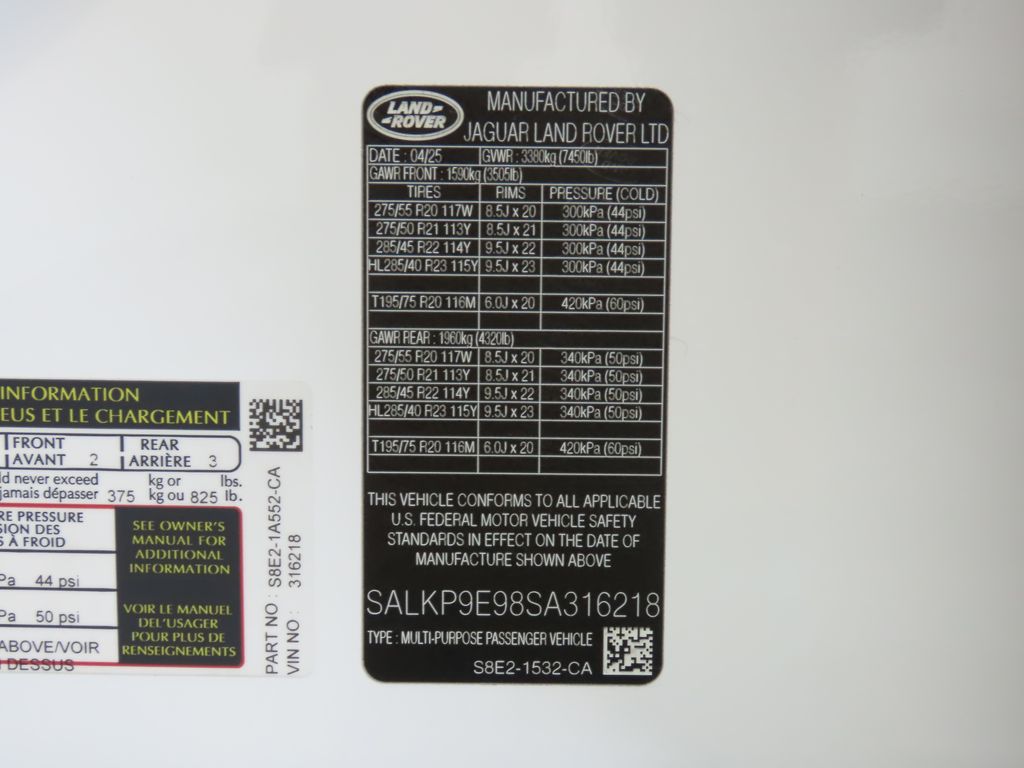 LAND-
-ROVER
MANUFACTURED BY
JAGUAR LAND ROVER LTD
DATE : 04/25 GVWR : 3380kg (7450lb)
GAWR FRONT : 1590kg (3505lb)
TIRES RIMS PRESSURE (COLD)
275/55 R20 117W 8.5J x 20 300kPa (44psi)
275/50 R21 113Y 8.5J x 21 300kPa (44psi)
285/45 R22 114Y 9.5J x 22 300kPa (44psi)
HL285/40 R23 115Y 9.5J x 23 300kPa (44psi)
T195/75 R20 116M 6.0J x 20 420kPa (60psi)
GAWR REAR : 1960kg (4320lb)
275/55 R20 117W 8.5J x 20 340kPa (50psi)
275/50 R21 113Y 8.5J x 21 340kPa (50psi)
285/45 R22 114Y 9.5J x 22 340kPa (50psi)
HL285/40 R23 115Y 9.5J x 23 340kPa (50psi)
T195/75 R20 116M 6.0J x 20 420kPa (60psi)
THIS VEHICLE CONFORMS TO ALL APPLICABLE
U.S. FEDERAL MOTOR VEHICLE SAFETY
STANDARDS IN EFFECT ON THE DATE OF
MANUFACTURE SHOWN ABOVE
SALKP9E98SA316218
TYPE : MULTI-PURPOSE PASSENGER VEHICLE
S8E2-1532-CA
INFORMATION
EUS ET LE CHARGEMENT
FRONT REAR
AVANT 2 ARRIÈRE 3
ld never exceed kg or lbs.
jamais dépasser 375 kg ou 825 lb.
RE PRESSURE
SION DES
S À FROID
SEE OWNER'S
MANUAL FOR
ADDITIONAL
INFORMATION
Pa 44 psi
Pa 50 psi
VOIR LE MANUEL
DEL'USAGER
POUR PLUS DE
RENSEIGNEMENTS
ABOVE/VOIR
DESSUS
PART NO : S8E2-1A552-CA
VIN NO : 316218